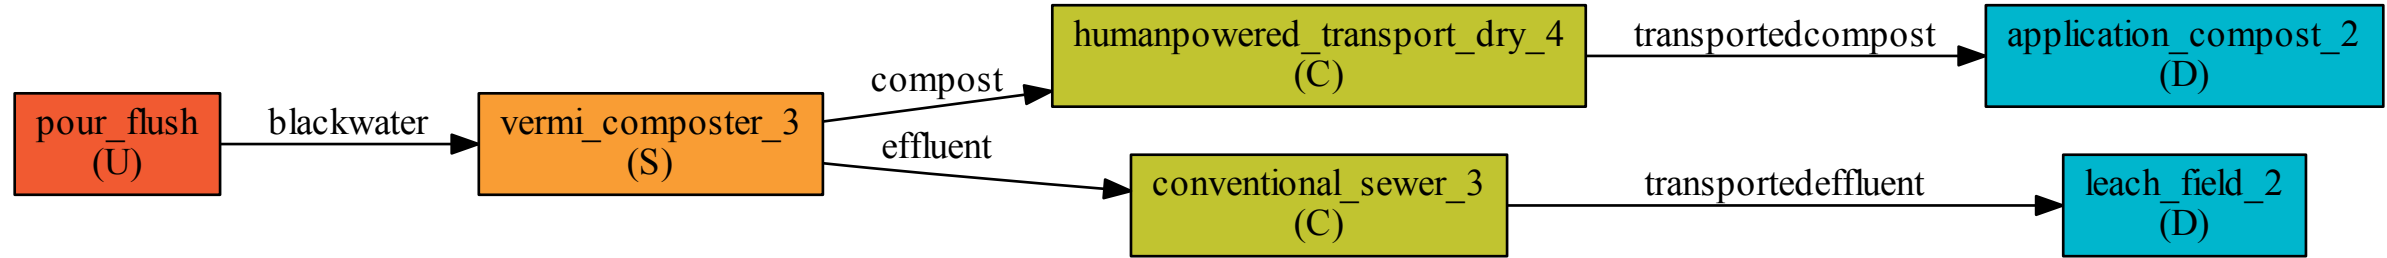 pour_flush
(U)
blackwater
vermi_composter_3
(S)
compost
effluent
humanpowered_transport_dry_4
(C)
conventional_sewer_3
(C)
transportedcompost
transportedeffluent
application_compost_2
(D)
leach_field_2
(D)